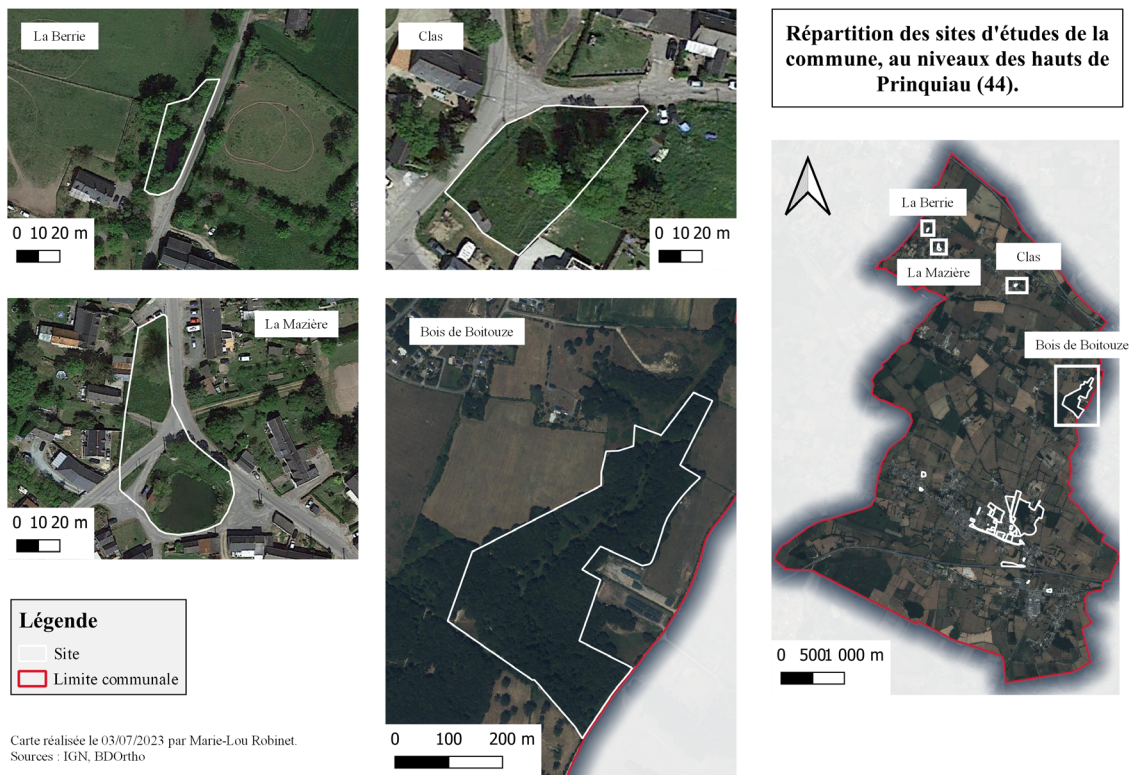 La Berrie
0 10 20 m
Clas
0 10 20 m
Répartition des sites d'études de la
commune, au niveaux des hauts de
Prinquiau (44).
La Mazière
0 10 20 m
Bois de Boitouze
0 100 200 m
La Berrie
La Mazière
Clas
Bois de Boitouze
0 5001 000 m
Légende
Site
Limite communale
Carte réalisée le 03/07/2023 par Marie-Lou Robinet.
Sources : IGN, BDOrtho